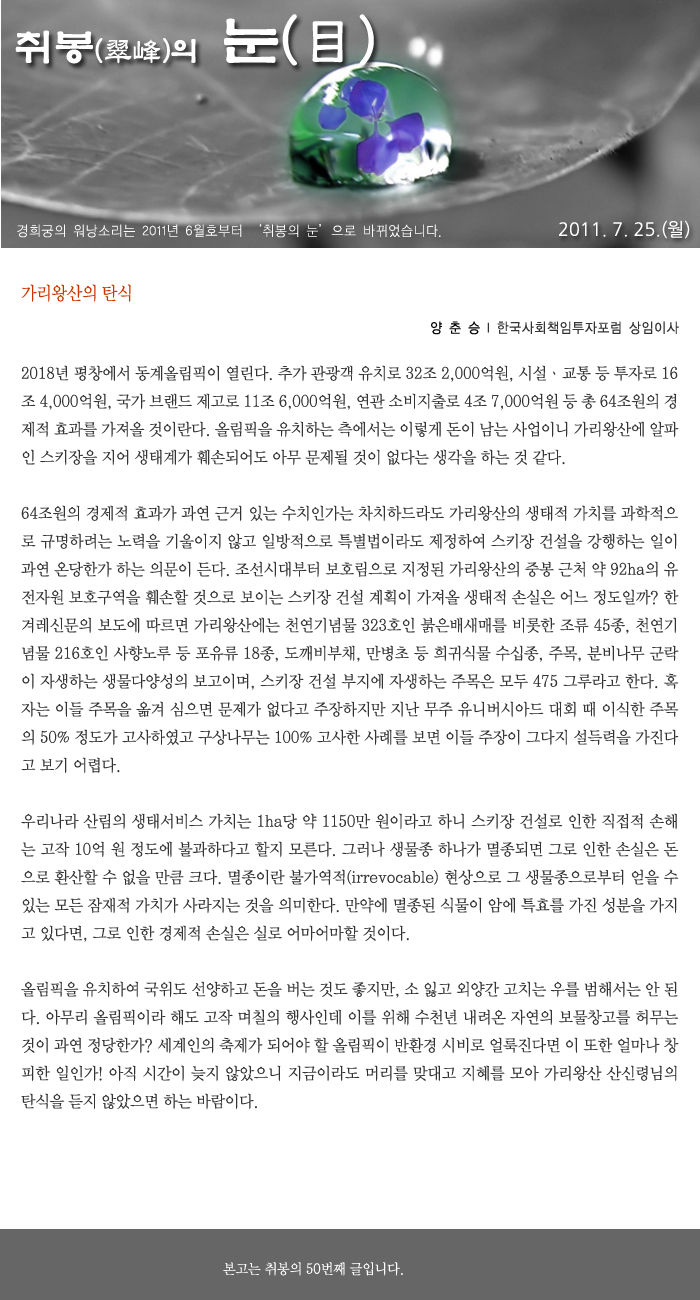 취봉(翠峰)의 눈(目)
경희궁의 워낭소리는 2011년 6월호부터 '취봉의 눈' 으로 바뀌었습니다.
2011. 7. 25.(월)
가리왕산의 탄식
양 춘 승 l 한국사회책임투자포럼 상임이사
2018년 평창에서 동계올림픽이 열린다. 추가 관광객 유치로 32조 2,000억원, 시설ㆍ교통 등 투자로 16
조 4,000억원, 국가 브랜드 제고로 11조 6,000억원, 연관 소비지출로 4조 7,000억원 등 총 64조원의 경
제적 효과를 가져올 것이란다. 올림픽을 유치하는 측에서는 이렇게 돈이 남는 사업이니 가리왕산에 알파
인 스키장을 지어 생태계가 훼손되어도 아무 문제될 것이 없다는 생각을 하는 것 같다.
64조원의 경제적 효과가 과연 근거 있는 수치인가는 차치하드라도 가리왕산의 생태적 가치를 과학적으
로 규명하려는 노력을 기울이지 않고 일방적으로 특별법이라도 제정하여 스키장 건설을 강행하는 일이
과연 온당한가 하는 의문이 든다. 조선시대부터 보호림으로 지정된 가리왕산의 중봉 근처 약 92ha의 유
전자원 보호구역을 훼손할 것으로 보이는 스키장 건설 계획이 가져올 생태적 손실은 어느 정도일까? 한
겨레신문의 보도에 따르면 가리왕산에는 천연기념물 323호인 붉은배새매를 비롯한 조류 45종, 천연기
념물 216호인 사향노루 등 포유류 18종, 도깨비부채, 만병초 등 희귀식물 수십종, 주목, 분비나무 군락
이 자생하는 생물다양성의 보고이며, 스키장 건설 부지에 자생하는 주목은 모두 475 그루라고 한다. 혹
자는 이들 주목을 옮겨 심으면 문제가 없다고 주장하지만 지난 무주 유니버시아드 대회 때 이식한 주목
의 50% 정도가 고사하였고 구상나무는 100% 고사한 사례를 보면 이들 주장이 그다지 설득력을 가진다
고 보기 어렵다.
우리나라 산림의 생태서비스 가치는 1ha당 약 1150만 원이라고 하니 스키장 건설로 인한 직접적 손해
는 고작 10억 원 정도에 불과하다고 할지 모른다. 그러나 생물종 하나가 멸종되면 그로 인한 손실은 돈
으로 환산할 수 없을 만큼 크다. 멸종이란 불가역적(irrevocable) 현상으로 그 생물종으로부터 얻을 수
있는 모든 잠재적 가치가 사라지는 것을 의미한다. 만약에 멸종된 식물이 암에 특효를 가진 성분을 가지
고 있다면, 그로 인한 경제적 손실은 실로 어마어마할 것이다.
올림픽을 유치하여 국위도 선양하고 돈을 버는 것도 좋지만, 소 잃고 외양간 고치는 우를 범해서는 안 된
다. 아무리 올림픽이라 해도 고작 며칠의 행사인데 이를 위해 수천년 내려온 자연의 보물창고를 허무는
것이 과연 정당한가? 세계인의 축제가 되어야 할 올림픽이 반환경 시비로 얼룩진다면 이 또한 얼마나 창
피한 일인가! 아직 시간이 늦지 않았으니 지금이라도 머리를 맞대고 지혜를 모아 가리왕산 산신령님의
탄식을 듣지 않았으면 하는 바람이다.
본고는 취봉의 50번째 글입니다.